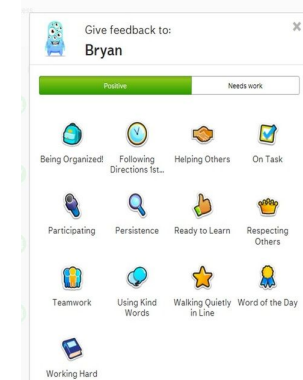 Give feedback to:
Bryan
Positive
Needs work
Being Organized!
Following
Directions 1st...
Helping Others
On Task
Participating
Persistence
Ready to Learn
Respecting
Others
Teamwork
Using Kind
Words
Walking Quietly
in Line
Word of the Day
Working Hard